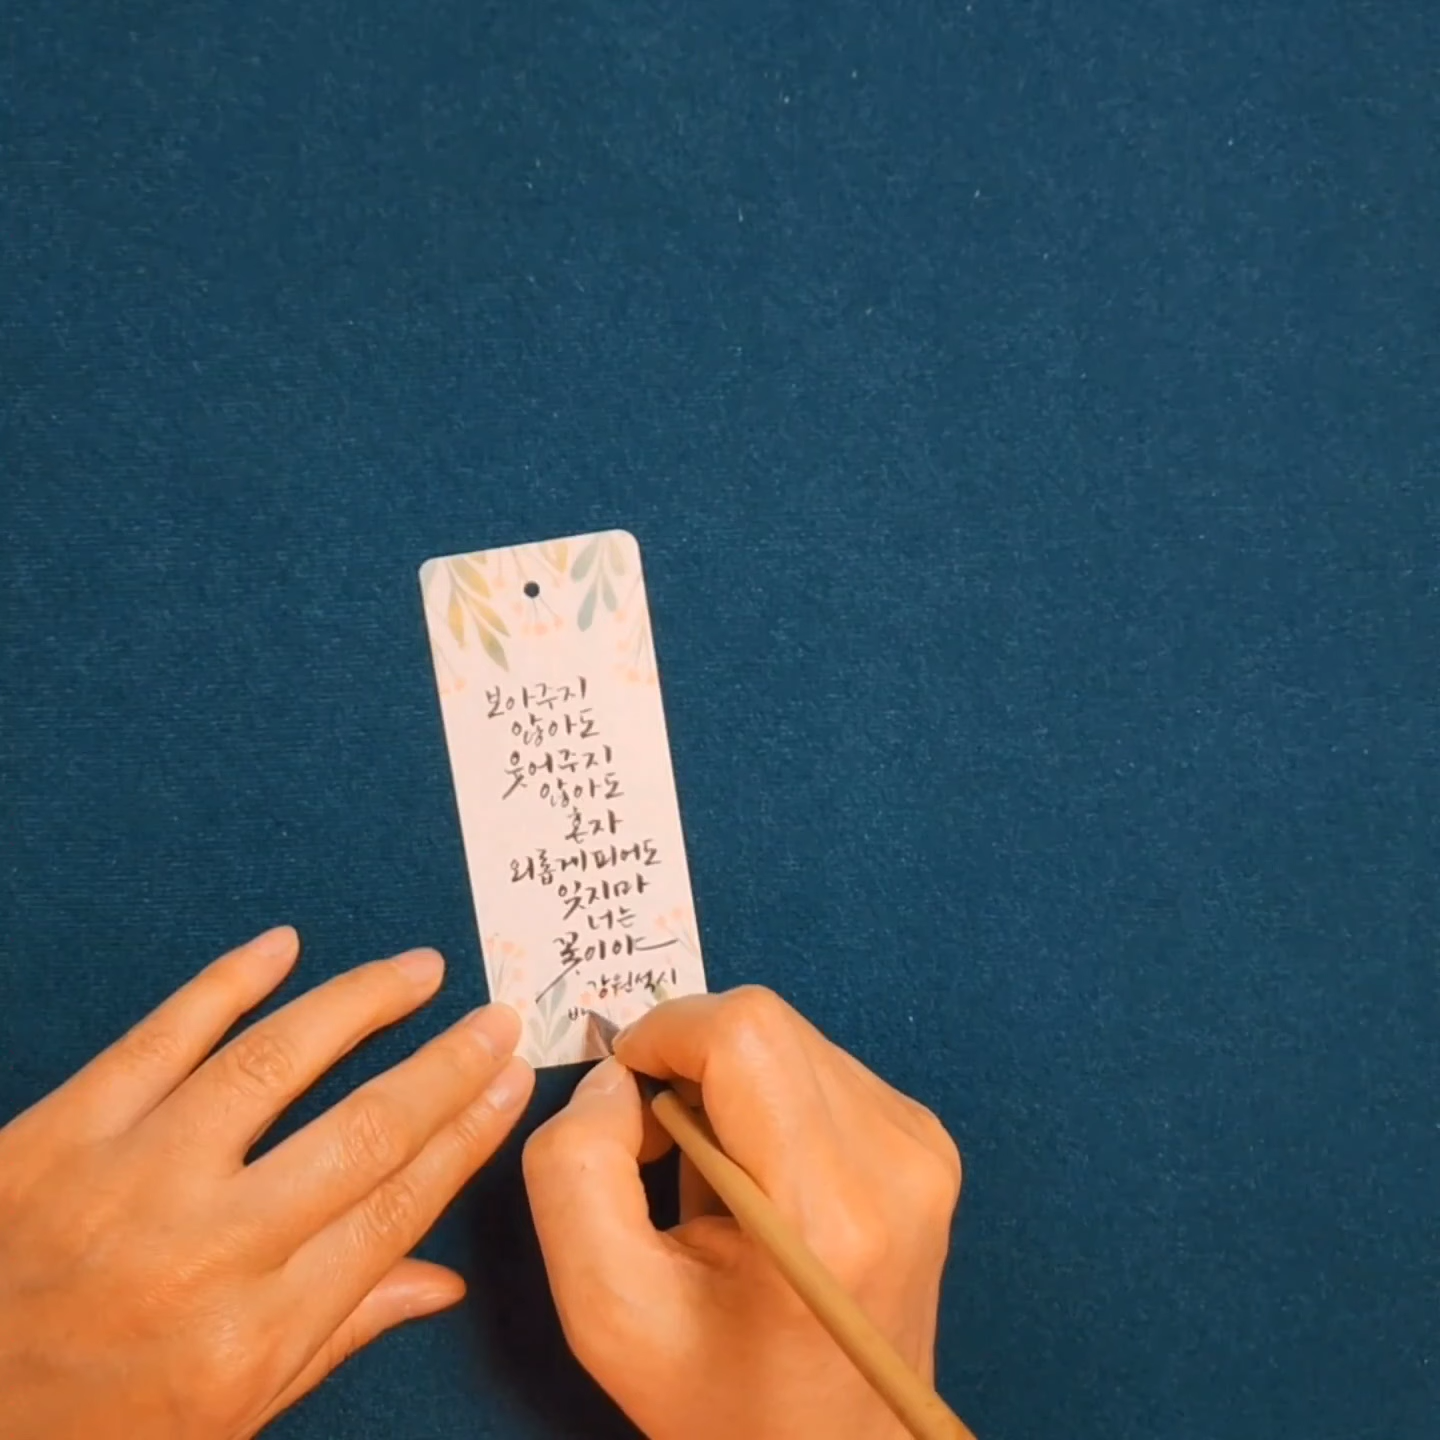 보아주지
않아도
웃어주지
않아도
혼자
외롭게 피어도
잊지마
너는
꽃이야
강원석 시